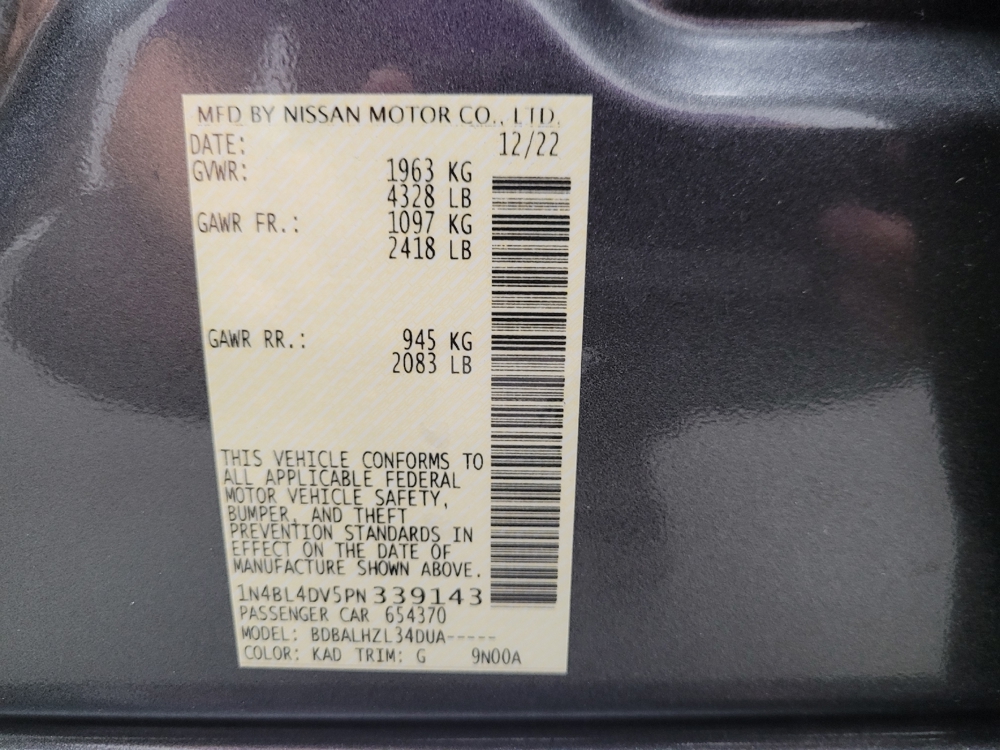 MFD BY NISSAN MOTOR CO., LTD.
DATE: 12/22
GVWR: 1963 KG
4328 LB
GAWR FR.: 1097 KG
2418 LB
GAWR RR.: 945 KG
2083 LB
THIS VEHICLE CONFORMS TO
ALL APPLICABLE FEDERAL
MOTOR VEHICLE SAFETY,
BUMPER, AND THEFT
PREVENTION STANDARDS IN
EFFECT ON THE DATE OF
MANUFACTURE SHOWN ABOVE.
1N4BL4DV5PN339143
PASSENGER CAR 654370
MODEL: BDBALHZL34DUA-----
COLOR: KAD TRIM: G 9N00A